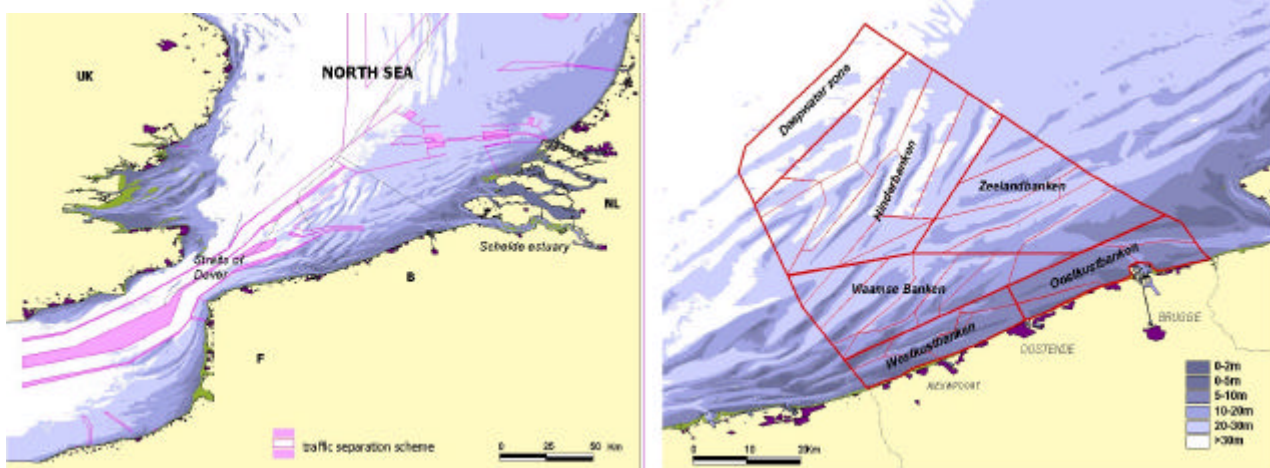 UK
NORTH SEA
NL
Schelde estuary
Straits of
Dover
B
F
traffic separation scheme
0 25 50 Km
Deepwater zone
Hinderbanken
Zeelandbanken
Vlaamse Banken
Oostkustbanken
Westkustbanken
BRUGGE
OOSTENDE
NIEUWPOORT
0-2m
0-5m
5-10m
10-20m
20-30m
>30m
0 10 20Km